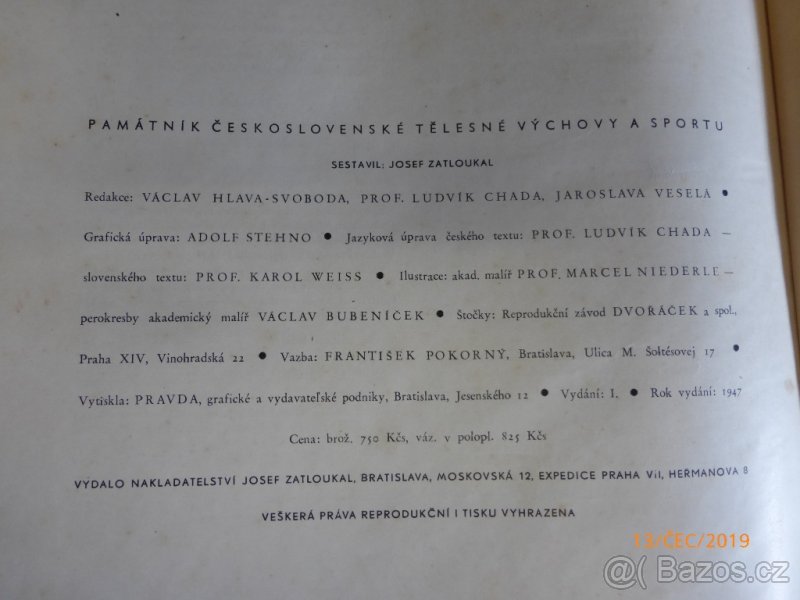 PAMÁTNÍK ČESKOSLOVENSKÉ TĚLESNÉ VÝCHOVY A SPORTU
SESTAVIL: JOSEF ZATLOUKAL
Redakce: VÁCLAV HLAVA-SVOBODA, PROF. LUDVÍK CHADA, JAROSLAVA VESELÁ ●
Grafická úprava: ADOLF STEHNO ● Jazyková úprava českého textu: PROF. LUDVÍK CHADA –
slovenského textu: PROF. KAROL WEISS ● Ilustrace: akad. malíř PROF. MARCEL NIEDERLE –
perokresby akademický malíř VÁCLAV BUBENÍČEK ● Štočky: Reprodukční závod DVOŘÁČEK a spol.,
Praha XIV, Vinohradská 22 ● Vazba: FRANTIŠEK POKORNÝ, Bratislava, Ulica M. Šoltésovej 17 ●
Vytiskla: PRAVDA, grafické a vydavateľské podniky, Bratislava, Jesenského 12 ● Vydání: I. ● Rok vydání: 1947
Cena: brož. 750 Kčs, váz. v polopl. 825 Kčs
VYDALO NAKLADATELSTVÍ JOSEF ZATLOUKAL, BRATISLAVA, MOSKOVSKÁ 12, EXPEDICE PRAHA VII, HEŘMANOVA 8
VEŠKERÁ PRÁVA REPRODUKČNÍ I TISKU VYHRAZENA
13/ČEC/2019
@( Bazoš.cz